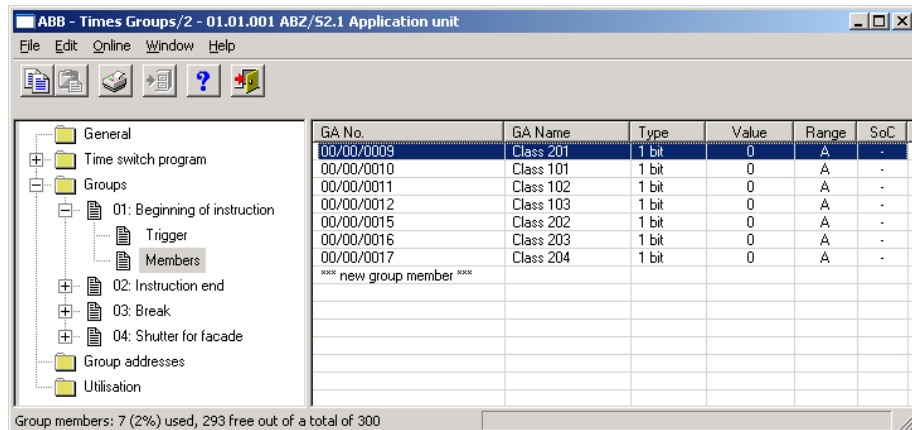 ABB - Times Groups/2 - 01.01.001 ABZ/S2.1 Application unit
File Edit Online Window Help
General
Time switch program
Groups
01: Beginning of instruction
Trigger
Members
02: Instruction end
03: Break
04: Shutter for facade
Group addresses
Utilisation
GA No. GA Name Type Value Range SoC
00/00/0009 Class 201 1 bit 0 A -
00/00/0010 Class 101 1 bit 0 A -
00/00/0011 Class 102 1 bit 0 A -
00/00/0012 Class 103 1 bit 0 A -
00/00/0015 Class 202 1 bit 0 A -
00/00/0016 Class 203 1 bit 0 A -
00/00/0017 Class 204 1 bit 0 A -
*** new group member ***
Group members: 7 (2%) used, 293 free out of a total of 300